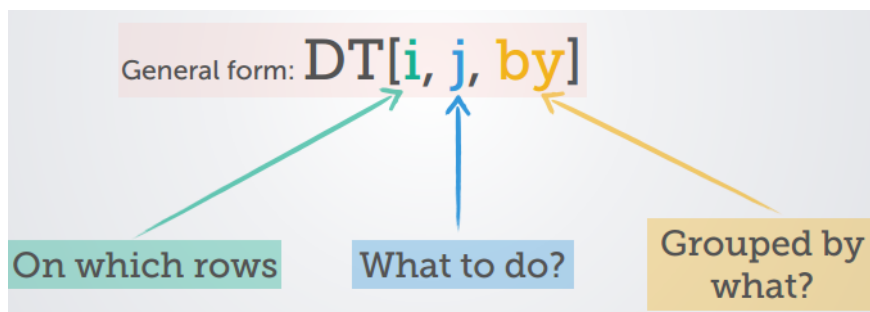 General form: DT[i, j, by]
On which rows
What to do?
Grouped by
what?